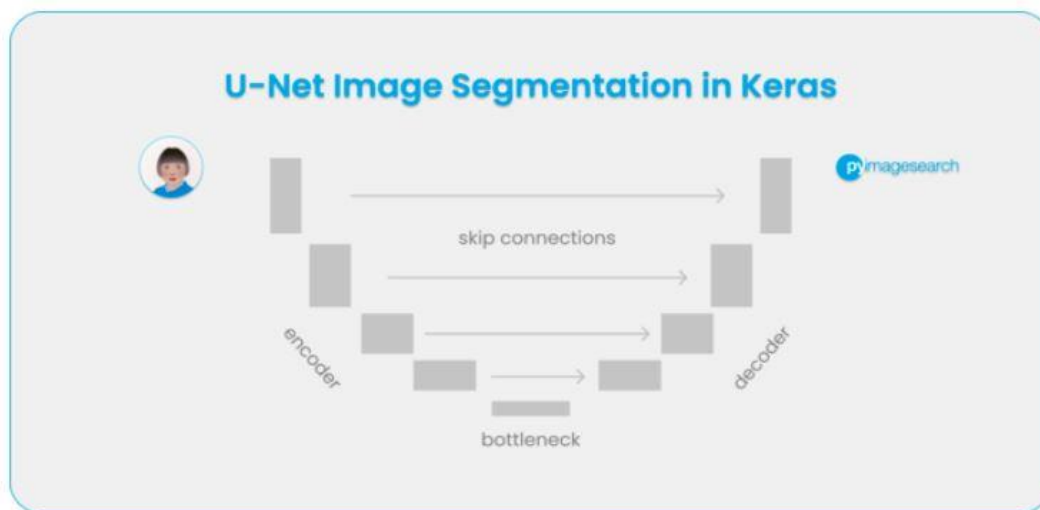 U-Net Image Segmentation in Keras
pyimagesearch
skip connections
encoder
decoder
bottleneck